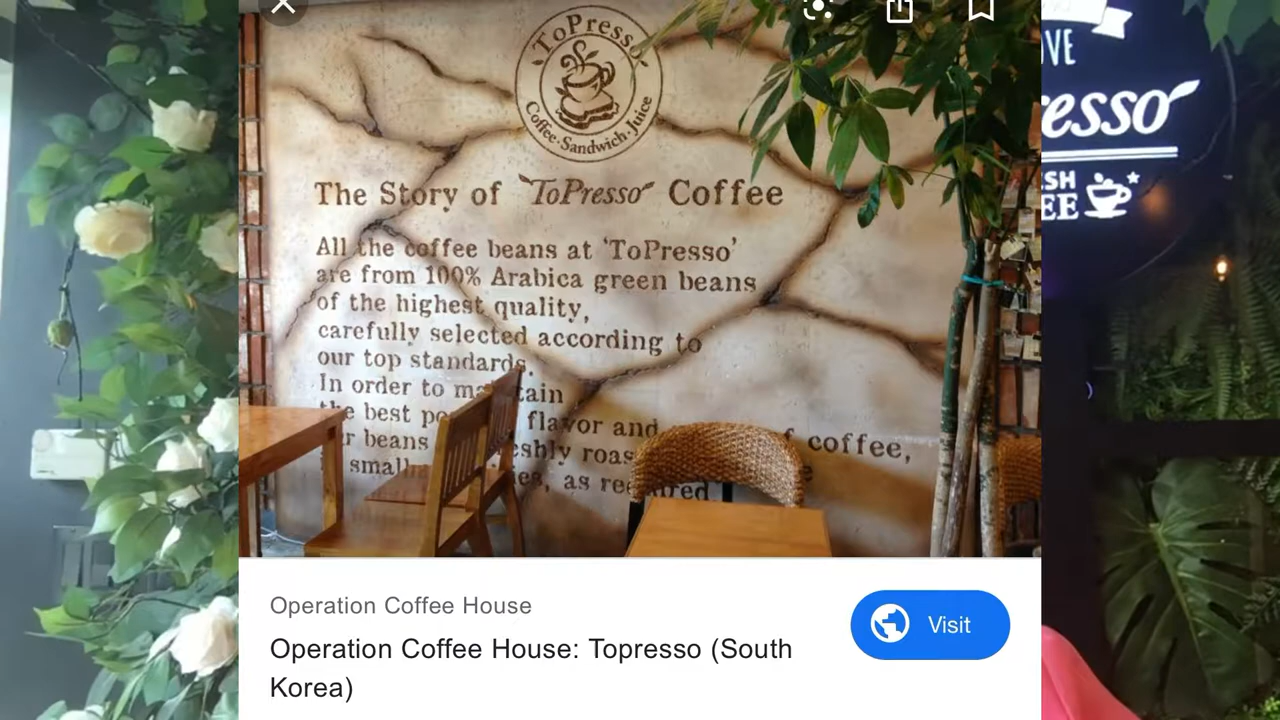 ToPresso
Coffee·Sandwich·Juice
The Story of ToPresso Coffee
All the coffee beans at 'ToPresso'
are from 100% Arabica green beans
of the highest quality,
carefully selected according to
our top standards.
In order to
the best flavor and of coffee,
beans
small as
Operation Coffee House
Operation Coffee House: Topresso (South
Korea)
Visit